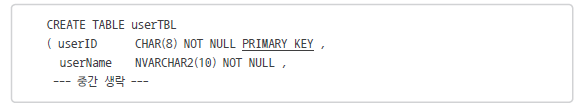 CREATE TABLE userTBL
( userID CHAR(8) NOT NULL PRIMARY KEY ,
userName NVARCHAR2(10) NOT NULL ,
--- 중간 생략 ---